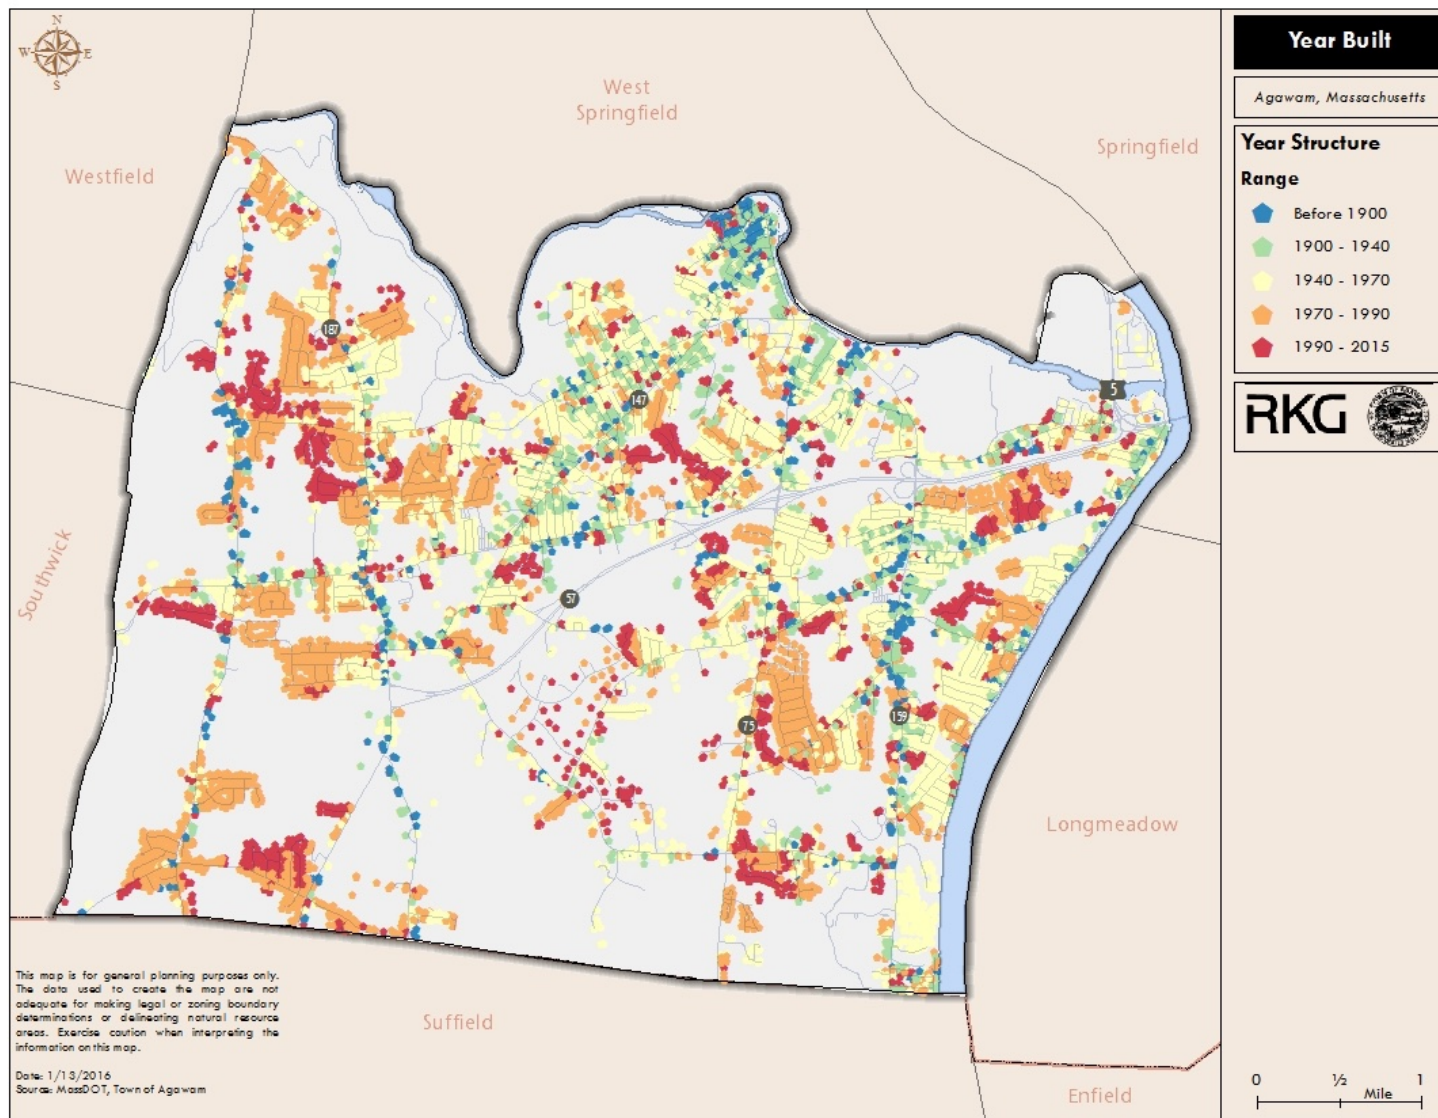 N
W
E
S
West
Springfield
Springfield
Westfield
Southwick
Longmeadow
Suffield
Enfield
187
147
5
57
75
159
This map is for general planning purposes only.
The data used to create the map are not
adequate for making legal or zoning boundary
determinations or delineating natural resource
areas. Exercise caution when interpreting the
information on this map.
Date: 1/13/2016
Source: MassDOT, Town of Agawam
Year Built
Agawam, Massachusetts
Year Structure
Range
Before 1900
1900 - 1940
1940 - 1970
1970 - 1990
1990 - 2015
RKG
0 ½ 1
Mile